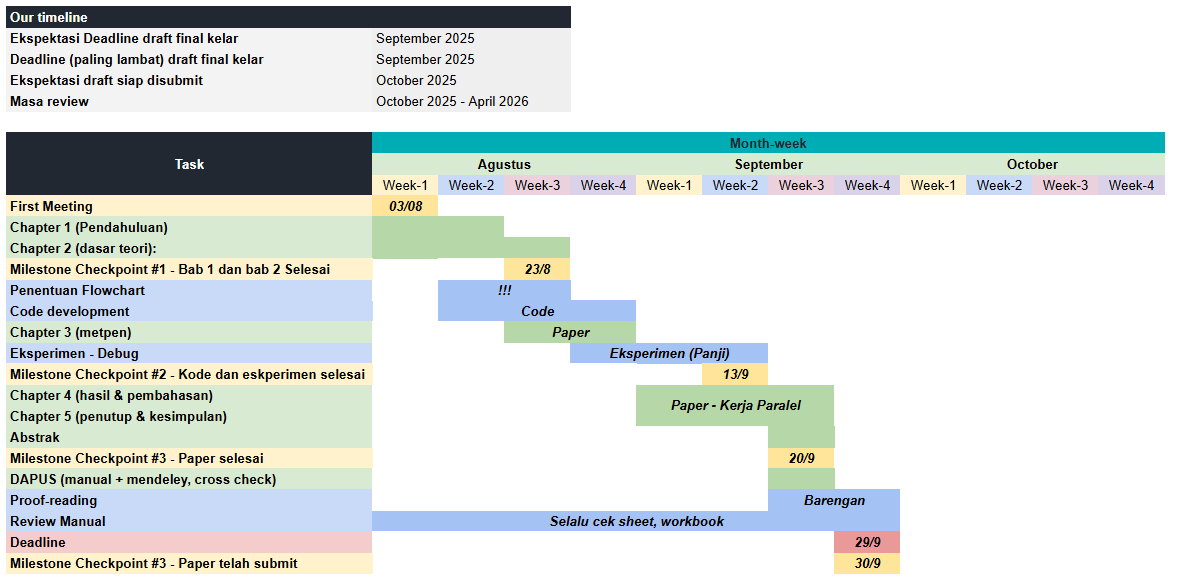 Our timeline
Ekspektasi Deadline draft final kelar September 2025
Deadline (paling lambat) draft final kelar September 2025
Ekspektasi draft siap disubmit October 2025
Masa review October 2025 - April 2026
Task
Month-week
Agustus September October
Week-1 Week-2 Week-3 Week-4 Week-1 Week-2 Week-3 Week-4 Week-1 Week-2 Week-3 Week-4
First Meeting 03/08
Chapter 1 (Pendahuluan)
Chapter 2 (dasar teori):
Milestone Checkpoint #1 - Bab 1 dan bab 2 Selesai 23/8
Penentuan Flowchart !!!
Code development Code
Chapter 3 (metpen) Paper
Eksperimen - Debug Eksperimen (Panji)
Milestone Checkpoint #2 - Kode dan eskperimen selesai 13/9
Chapter 4 (hasil & pembahasan)
Paper - Kerja Paralel
Chapter 5 (penutup & kesimpulan)
Abstrak
Milestone Checkpoint #3 - Paper selesai 20/9
DAPUS (manual + mendeley, cross check)
Proof-reading Barengan
Review Manual Selalu cek sheet, workbook
Deadline 29/9
Milestone Checkpoint #3 - Paper telah submit 30/9